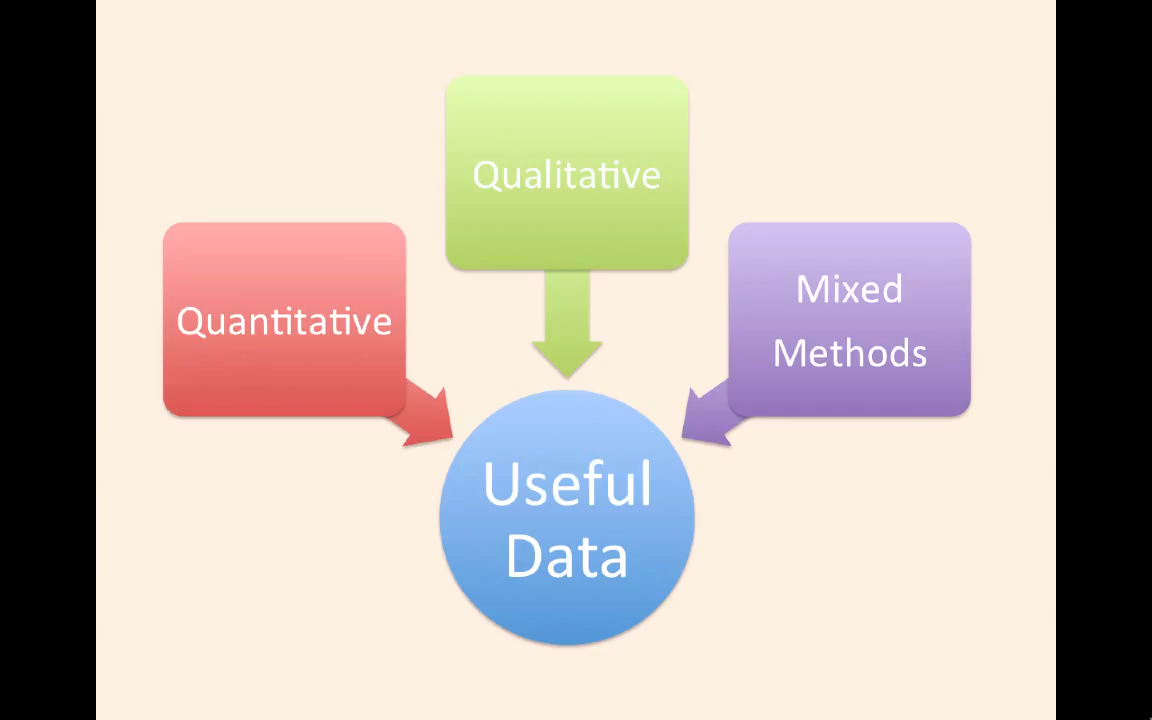 Qualitative
Quantitative
Mixed
Methods
Useful
Data